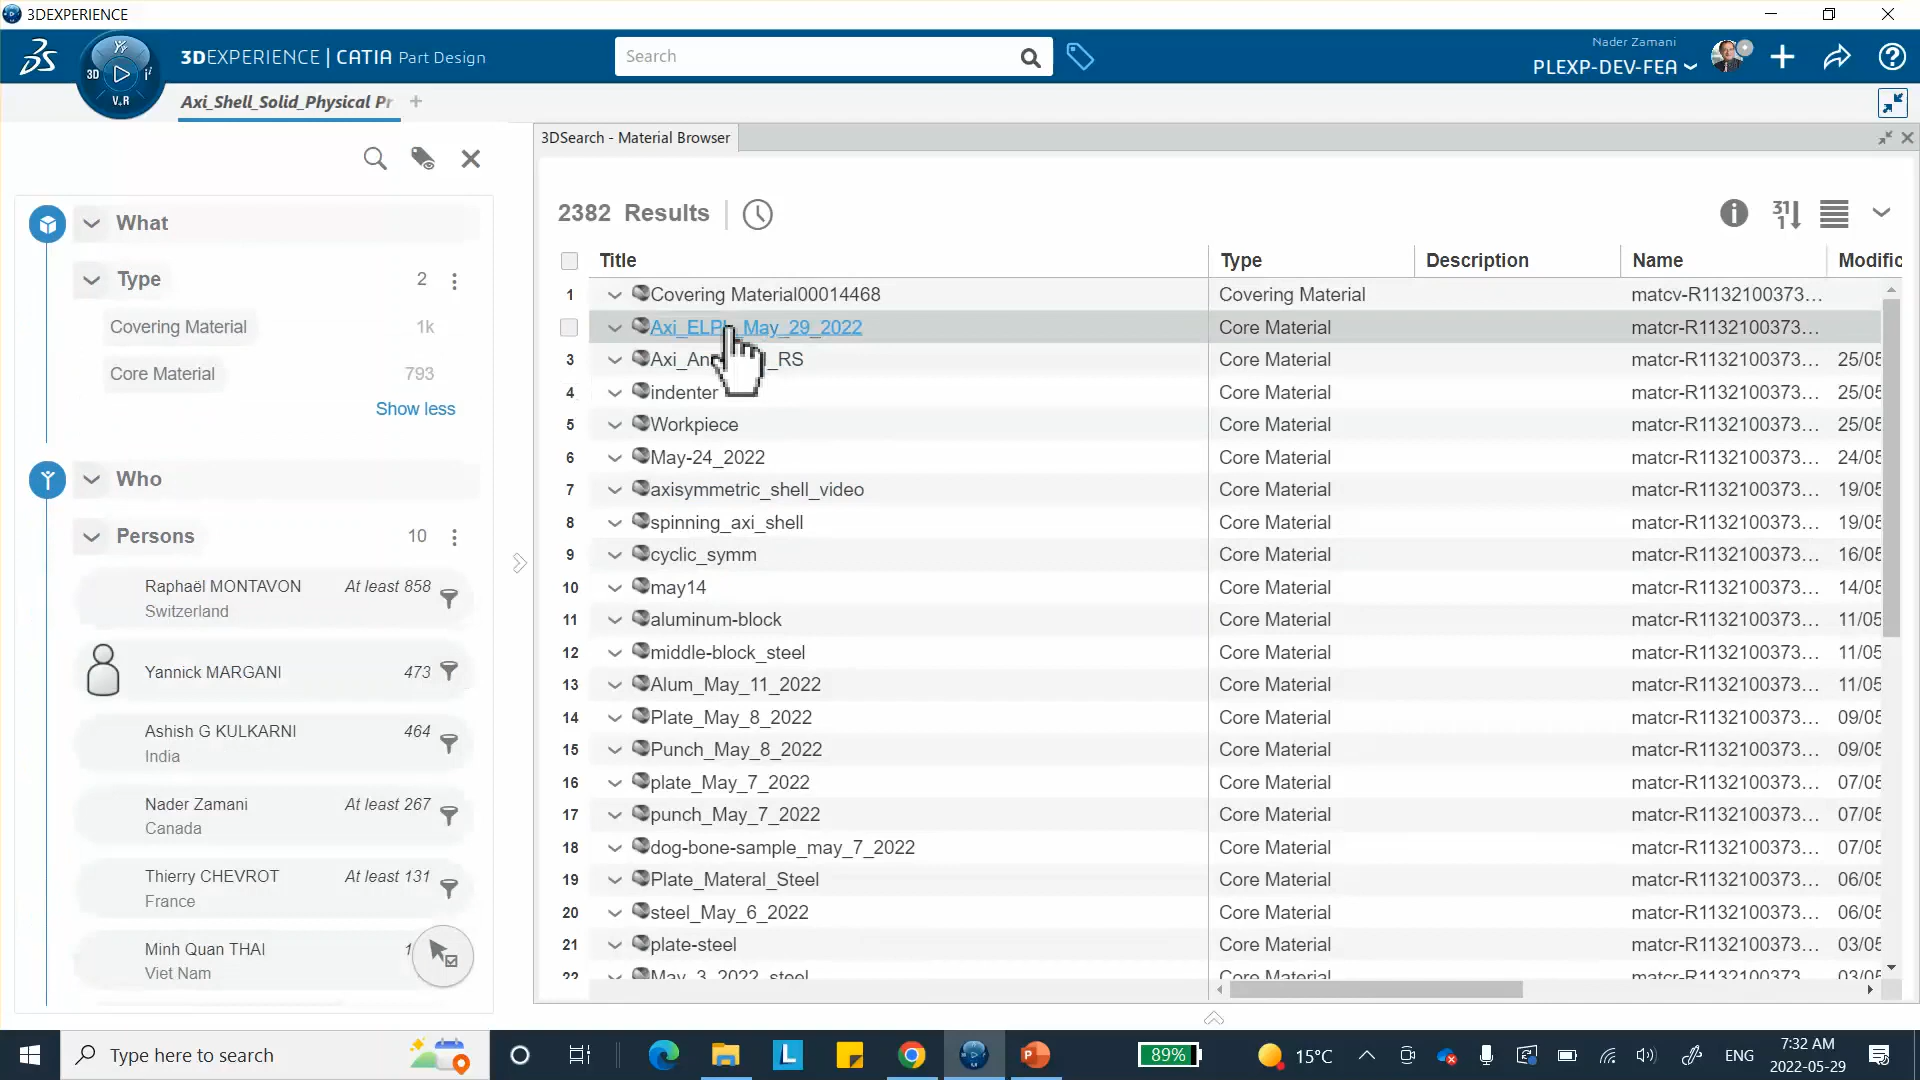 3DEXPERIENCE
3DEXPERIENCE | CATIA Part Design
3D
V.R
Search
Nader Zamani
PLEXP-DEV-FEA
Axi_Shell_Solid_Physical Pr
3DSearch - Material Browser
What
Type 2
Covering Material 1k
Core Material 793
Show less
Who
Persons 10
Raphaël MONTAVON At least 858
Switzerland
Yannick MARGANI 473
Ashish G KULKARNI 464
India
Nader Zamani At least 267
Canada
Thierry CHEVROT At least 131
France
Minh Quan THAI
Viet Nam
2382 Results
Title Type Description Name Modific
1 Covering Material00014468 Covering Material matcv-R1132100373...
May_29_2022 Core Material matcr-R1132100373...
3 RS Core Material matcr-R1132100373... 25/05
4 indenter Core Material matcr-R1132100373... 25/05
5 Workpiece Core Material matcr-R1132100373... 25/05
6 May-24_2022 Core Material matcr-R1132100373... 24/05
7 axisymmetric_shell_video Core Material matcr-R1132100373... 19/05
8 spinning_axi_shell Core Material matcr-R1132100373... 19/05
9 cyclic_symm Core Material matcr-R1132100373... 16/05
10 may14 Core Material matcr-R1132100373... 14/05
11 aluminum-block Core Material matcr-R1132100373... 11/05
12 middle-block_steel Core Material matcr-R1132100373... 11/05
13 Alum_May_11_2022 Core Material matcr-R1132100373... 11/05
14 Plate_May_8_2022 Core Material matcr-R1132100373... 09/05
15 Punch_May_8_2022 Core Material matcr-R1132100373... 09/05
16 plate_May_7_2022 Core Material matcr-R1132100373... 07/05
17 punch_May_7_2022 Core Material matcr-R1132100373... 07/05
18 dog-bone-sample_may_7_2022 Core Material matcr-R1132100373... 07/05
19 Plate_Materal_Steel Core Material matcr-R1132100373... 06/05
20 steel_May_6_2022 Core Material matcr-R1132100373... 06/05
21 plate-steel Core Material matcr-R1132100373... 03/05
22 May_3_2022_steel Core Material matcr-R1132100373... 03/05
Type here to search
89%
15°C
ENG
7:32 AM
2022-05-29